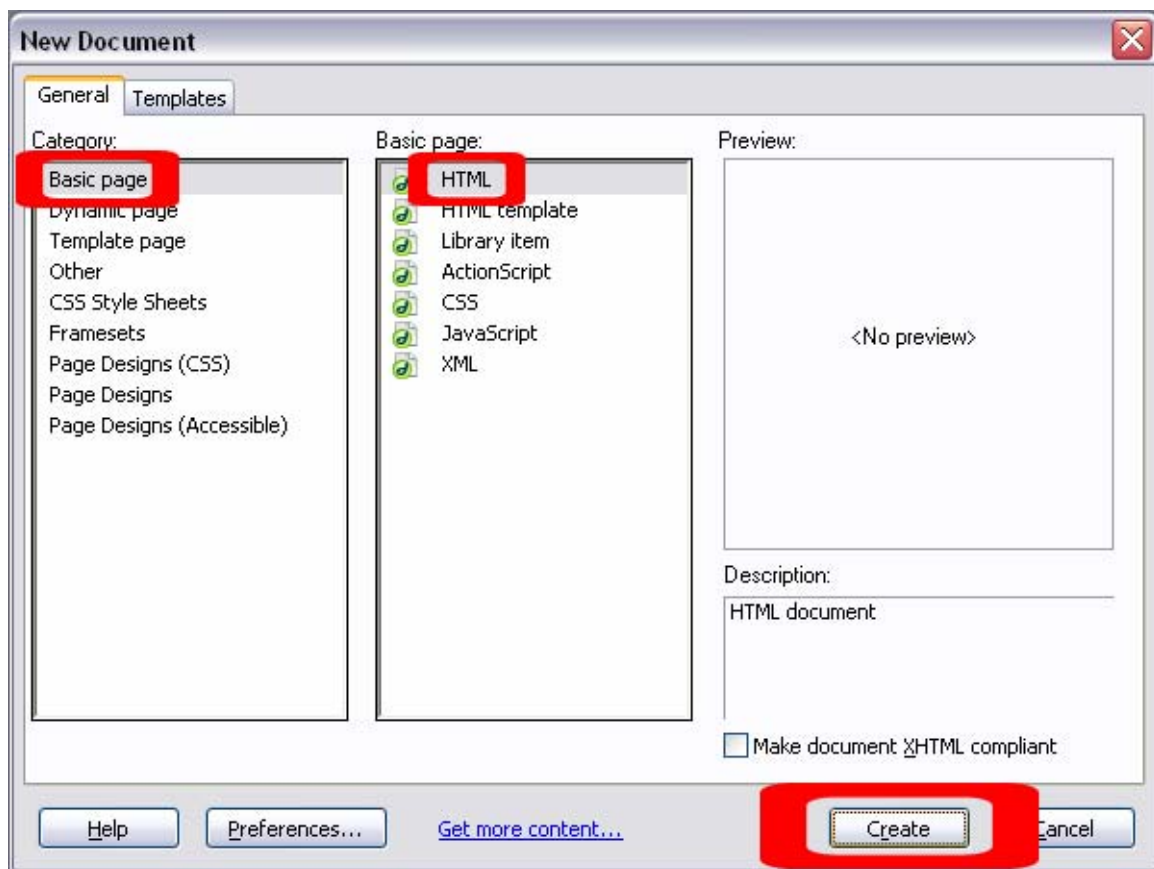 New Document
General Templates
Category:
Basic page
Dynamic page
Template page
Other
CSS Style Sheets
Framesets
Page Designs (CSS)
Page Designs
Page Designs (Accessible)
Basic page:
HTML
HTML template
Library item
ActionScript
CSS
JavaScript
XML
Preview:
<No preview>
Description:
HTML document
Make document XHTML compliant
Help Preferences... Get more content... Create Cancel